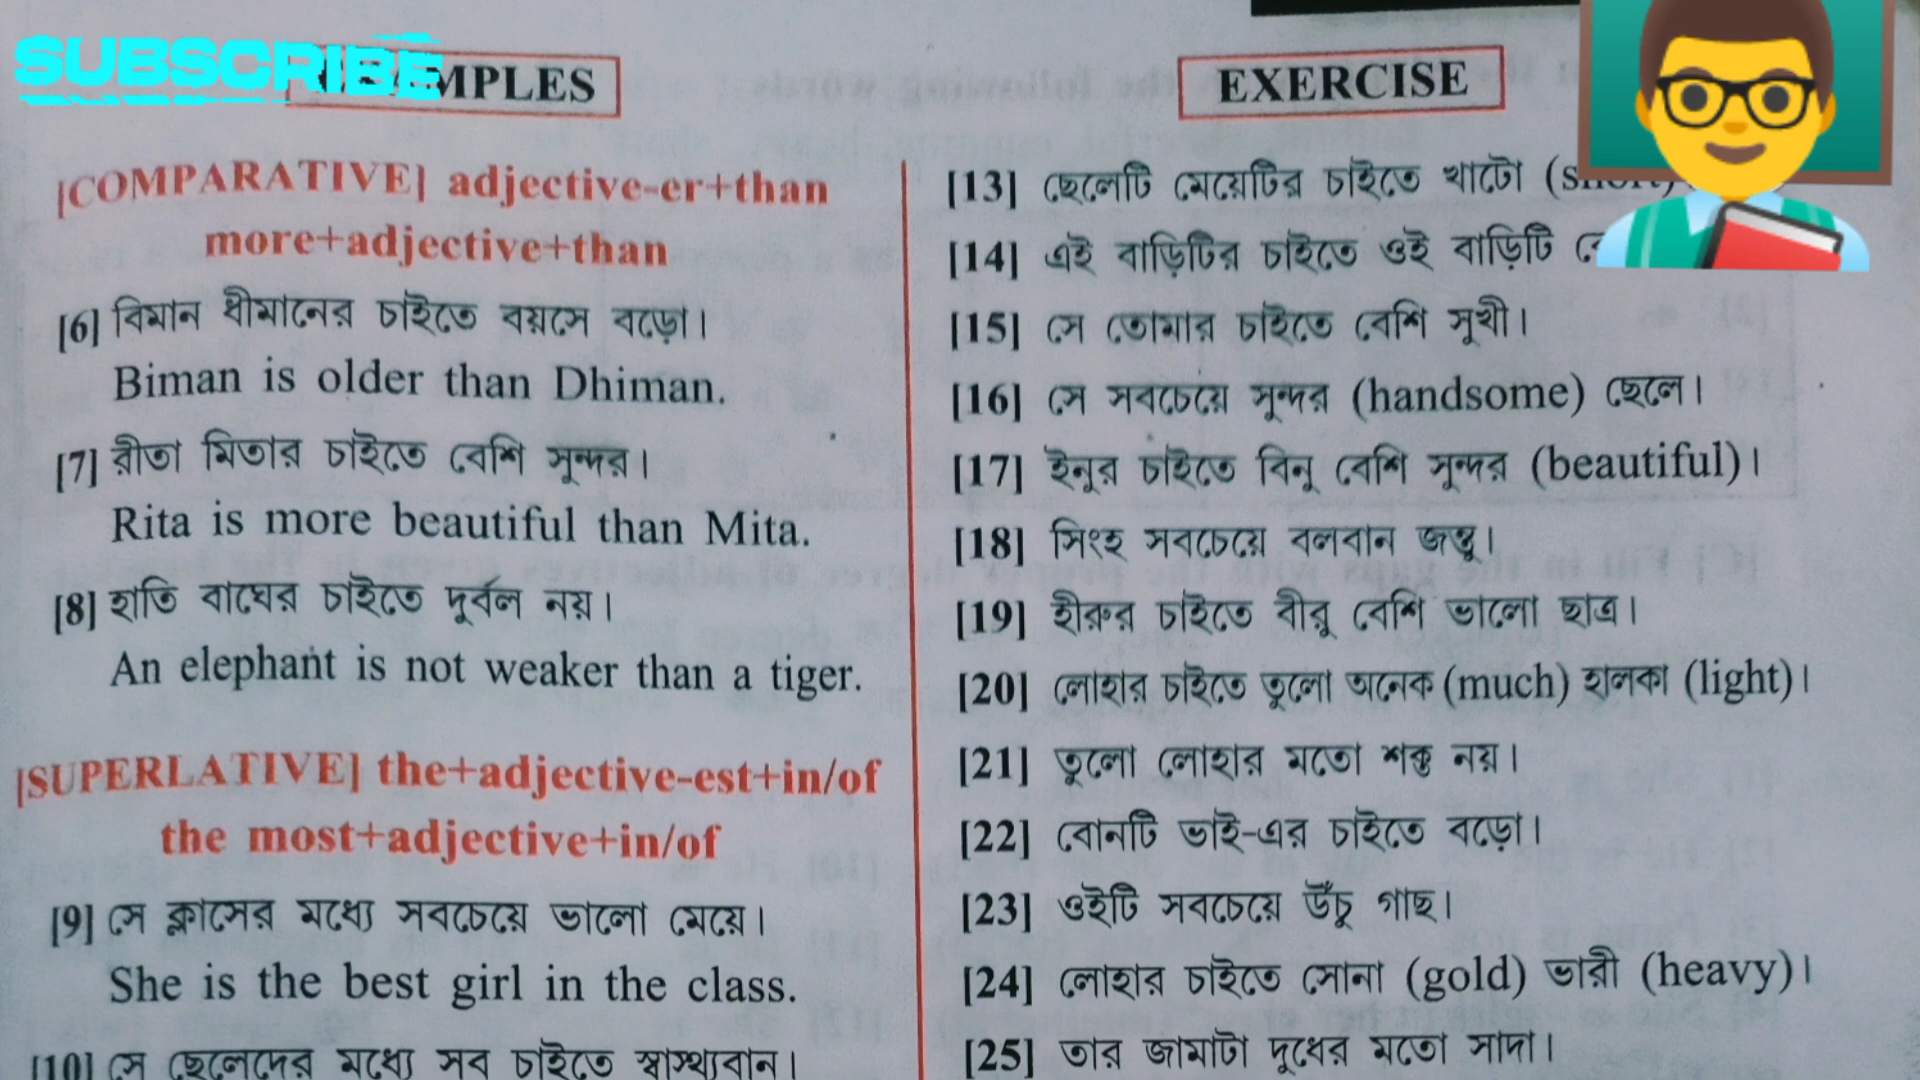 SUBSCRIBE
EXAMPLES
[COMPARATIVE] adjective-er+than
more+adjective+than
[6] বিমান ধীমানের চাইতে বয়সে বড়ো।
Biman is older than Dhiman.
[7] রীতা মিতার চাইতে বেশি সুন্দর।
Rita is more beautiful than Mita.
[8] হাতি বাঘের চাইতে দুর্বল নয়।
An elephant is not weaker than a tiger.
[SUPERLATIVE] the+adjective-est+in/of
the most+adjective+in/of
[9] সে ক্লাসের মধ্যে সবচেয়ে ভালো মেয়ে।
She is the best girl in the class.
[10] সে ছেলেদের মধ্যে সব চাইতে স্বাস্থ্যবান।
EXERCISE
[13] ছেলেটি মেয়েটির চাইতে খাটো (short)
[14] এই বাড়িটির চাইতে ওই বাড়িটি
[15] সে তোমার চাইতে বেশি সুখী।
[16] সে সবচেয়ে সুন্দর (handsome) ছেলে।
[17] ইনুর চাইতে বিনু বেশি সুন্দর (beautiful)।
[18] সিংহ সবচেয়ে বলবান জন্তু।
[19] হীরুর চাইতে বীরু বেশি ভালো ছাত্র।
[20] লোহার চাইতে তুলো অনেক (much) হালকা (light)।
[21] তুলো লোহার মতো শক্ত নয়।
[22] বোনটি ভাই-এর চাইতে বড়ো।
[23] ওইটি সবচেয়ে উঁচু গাছ।
[24] লোহার চাইতে সোনা (gold) ভারী (heavy)।
[25] তার জামাটা দুধের মতো সাদা।